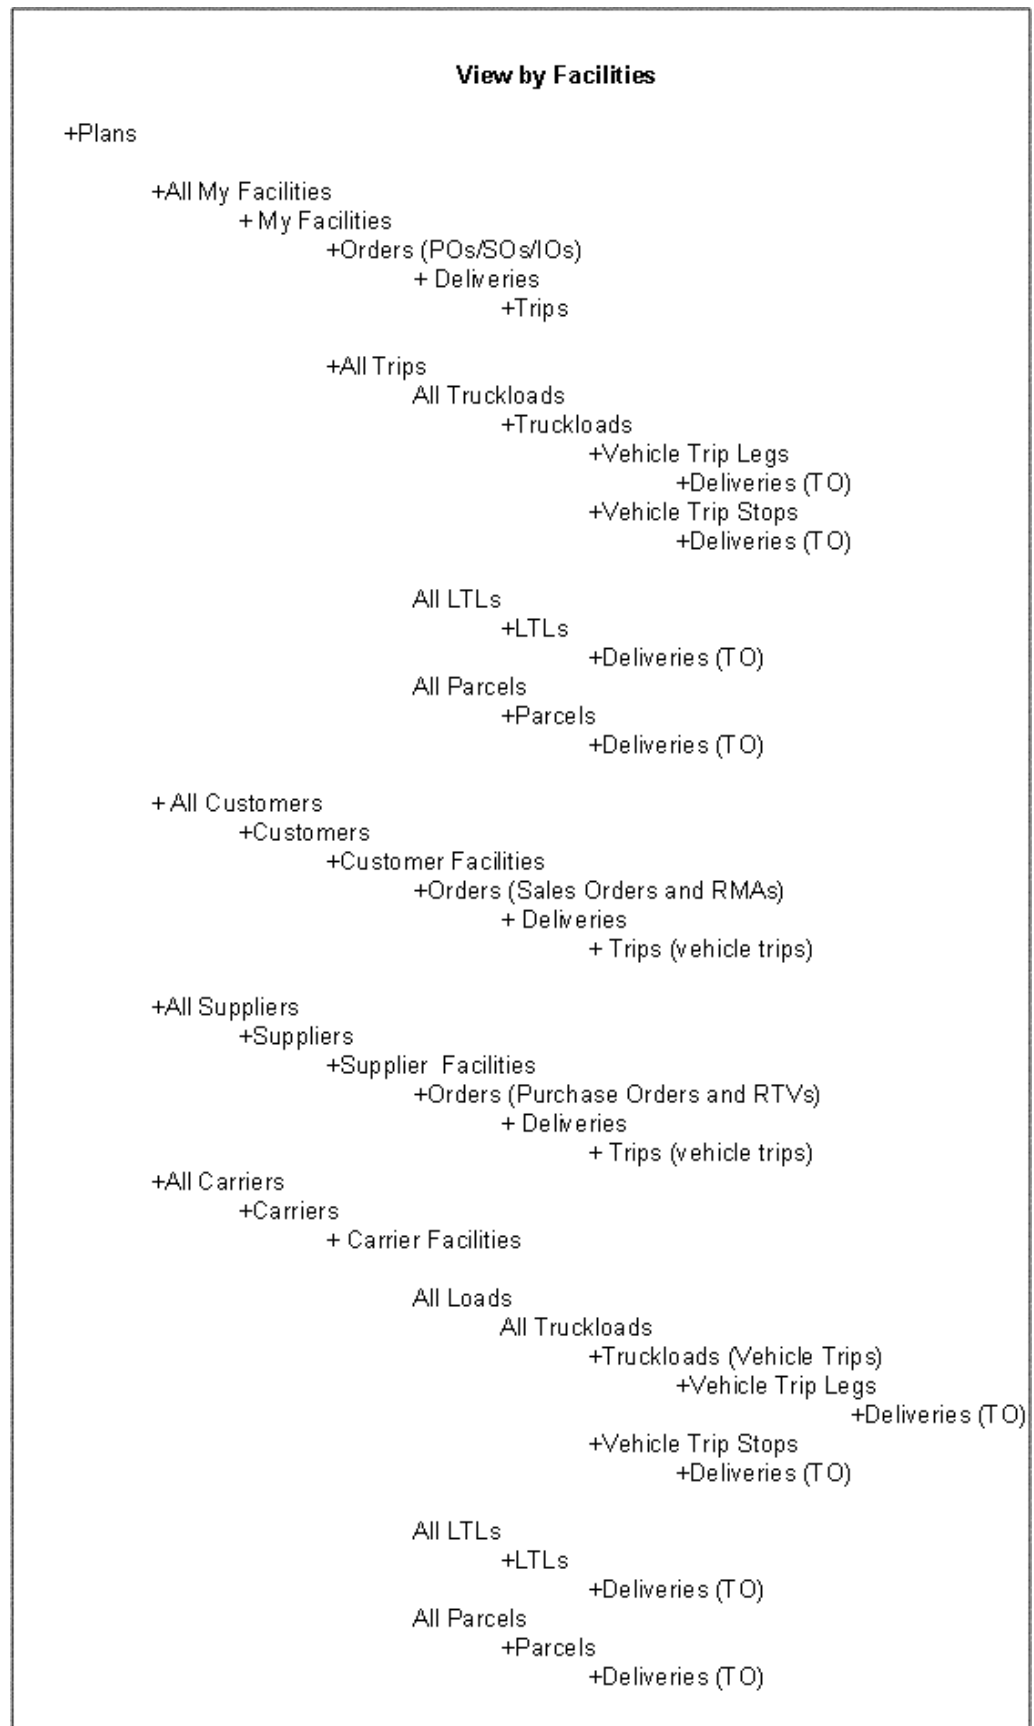 View by Facilities
+Plans
+All My Facilities
+ My Facilities
+Orders (POs/SOs/IOs)
+ Deliveries
+Trips
+All Trips
All Truckloads
+Truckloads
+Vehicle Trip Legs
+Deliveries (TO)
+Vehicle Trip Stops
+Deliveries (TO)
All LTLs
+LTLs
+Deliveries (TO)
All Parcels
+Parcels
+Deliveries (TO)
+ All Customers
+Customers
+Customer Facilities
+Orders (Sales Orders and RMAs)
+ Deliveries
+ Trips (vehicle trips)
+All Suppliers
+Suppliers
+Supplier Facilities
+Orders (Purchase Orders and RTVs)
+ Deliveries
+ Trips (vehicle trips)
+All Carriers
+Carriers
+ Carrier Facilities
All Loads
All Truckloads
+Truckloads (Vehicle Trips)
+Vehicle Trip Legs
+Deliveries (TO)
+Vehicle Trip Stops
+Deliveries (TO)
All LTLs
+LTLs
+Deliveries (TO)
All Parcels
+Parcels
+Deliveries (TO)